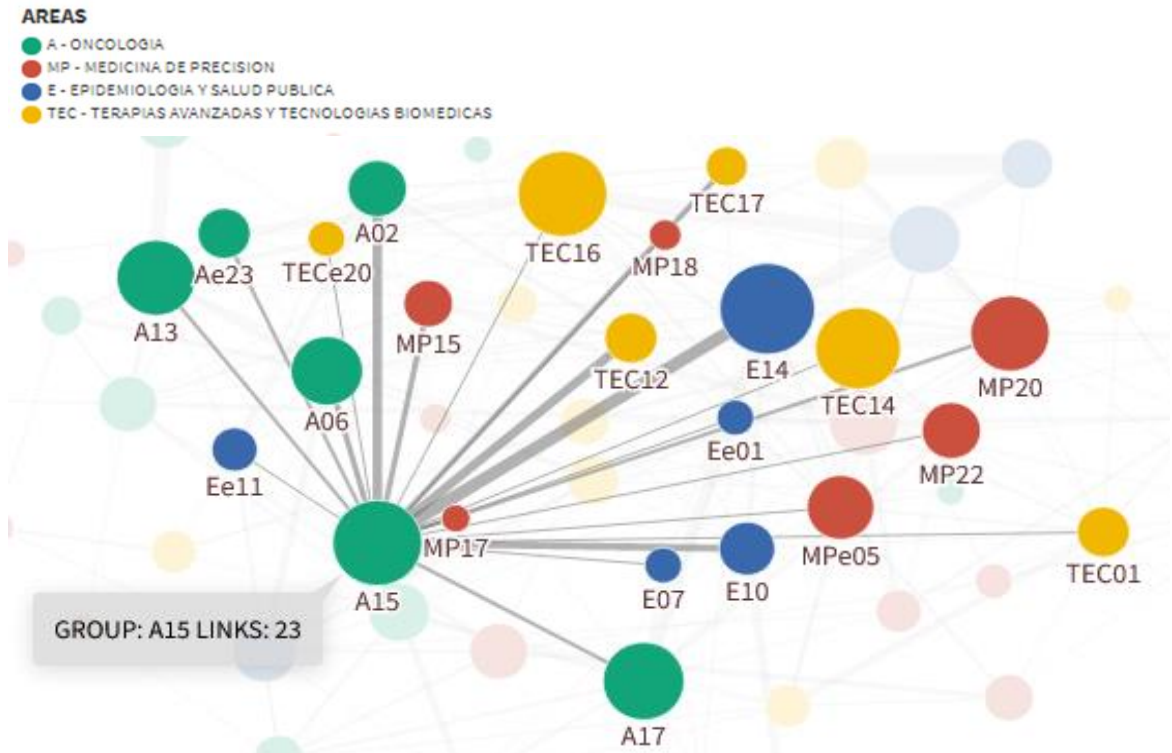 AREAS
A - ONCOLOGIA
MP - MEDICINA DE PRECISION
E - EPIDEMIOLOGIA Y SALUD PUBLICA
TEC - TERAPIAS AVANZADAS Y TECNOLOGIAS BIOMEDICAS
TEC17
A02
TEC16
Ae23
TECe20
MP18
A13
MP15
E14
TEC12
MP20
TEC14
A06
Ee01
MP22
Ee11
MP17
MPe05
TEC01
E10
E07
A15
GROUP: A15 LINKS: 23
A17